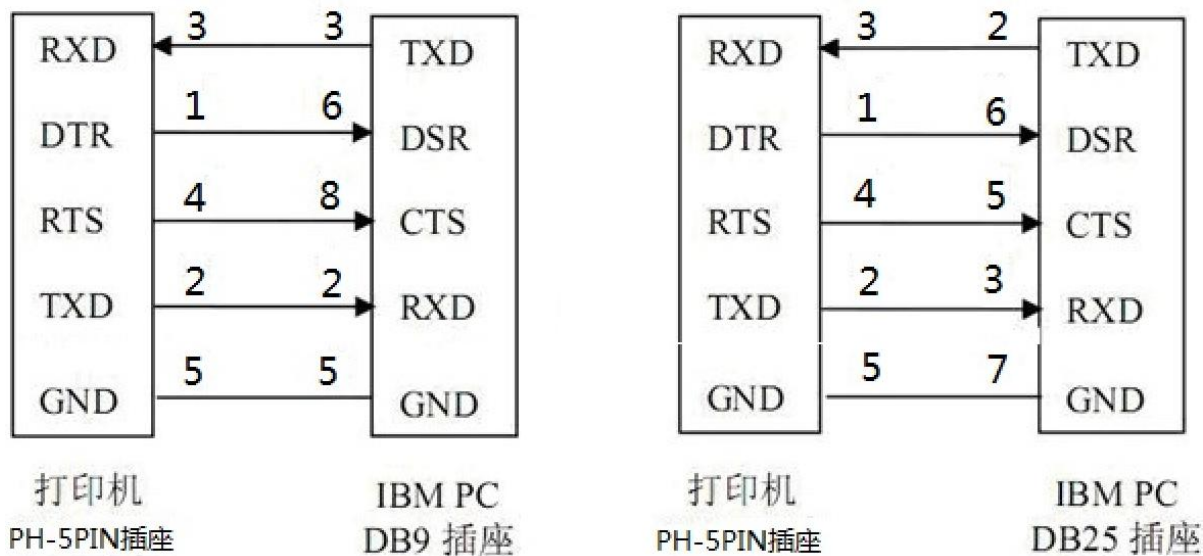 RXD 3 3 TXD
DTR 1 6 DSR
RTS 4 8 CTS
TXD 2 2 RXD
GND 5 5 GND
打印机 IBM PC
PH-5PIN插座 DB9 插座
RXD 3 2 TXD
DTR 1 6 DSR
RTS 4 5 CTS
TXD 2 3 RXD
GND 5 7 GND
打印机 IBM PC
PH-5PIN插座 DB25 插座